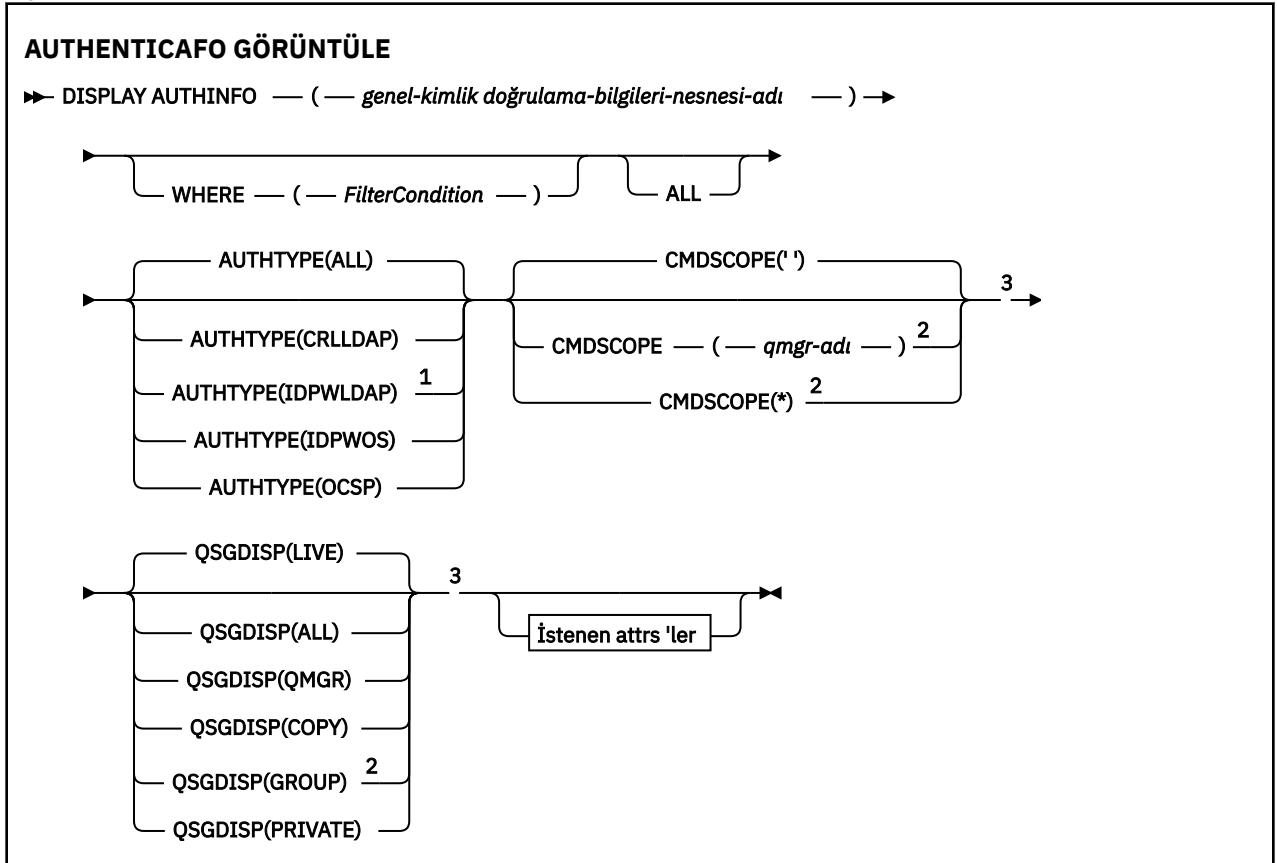 AUTHENTICAFO GÖRÜNTÜLE
DISPLAY AUTHINFO ( genel-kimlik doğrulama-bilgileri-nesnesi-adı )
WHERE ( FilterCondition ) ALL
AUTHTYPE(ALL) CMDSCOPE(' ')
3
AUTHTYPE(CRLLDAP) CMDSCOPE ( qmgr-adı ) 2
AUTHTYPE(IDPWLDAP) 1 CMDSCOPE(*) 2
AUTHTYPE(IDPWOS)
AUTHTYPE(OCSP)
QSGDISP(LIVE)
3
QSGDISP(ALL) İstenen attrs 'ler
QSGDISP(QMGR)
QSGDISP(COPY)
QSGDISP(GROUP) 2
QSGDISP(PRIVATE)